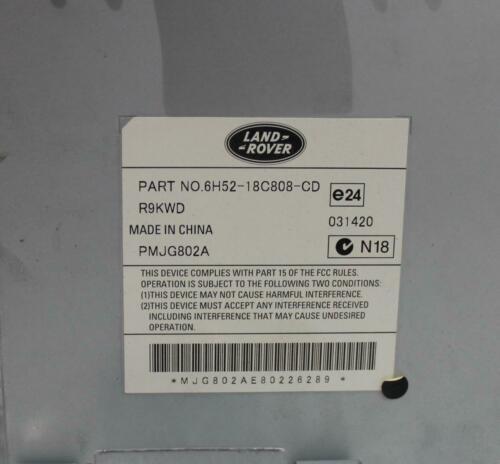 LAND-
-ROVER
PART NO.6H52-18C808-CD
e24
R9KWD
031420
MADE IN CHINA
PMJG802A
N18
THIS DEVICE COMPLIES WITH PART 15 OF THE FCC RULES.
OPERATION IS SUBJECT TO THE FOLLOWING TWO CONDITIONS:
(1)THIS DEVICE MAY NOT CAUSE HARMFUL INTERFERENCE.
(2)THIS DEVICE MUST ACCEPT ANY INTERFERENCE RECEIVED
INCLUDING INTERFERENCE THAT MAY CAUSE UNDESIRED
OPERATION.
*MJG802AE80226289*